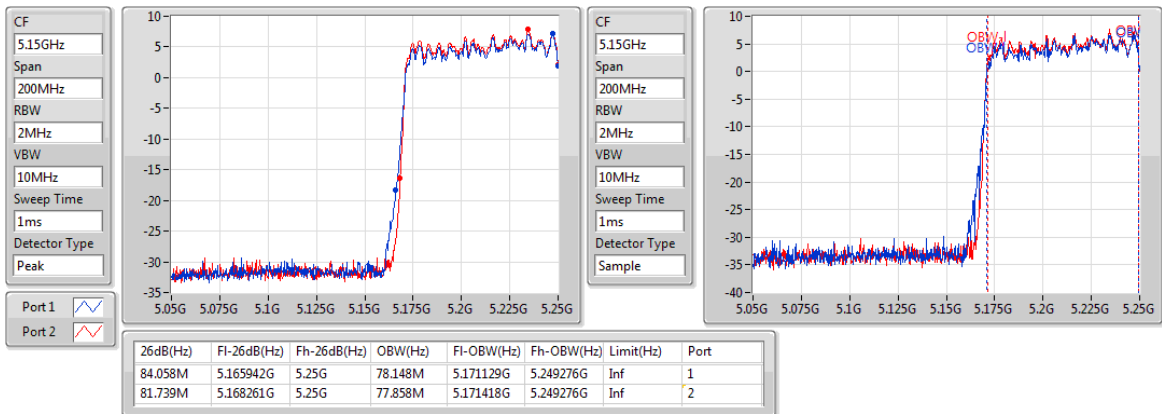 CF
5.15GHz
Span
200MHz
RBW
2MHz
VBW
10MHz
Sweep Time
1ms
Detector Type
Peak
Port 1
Port 2
10
5
0
-5
-10
-15
-20
-25
-30
-35
5.05G 5.075G 5.1G 5.125G 5.15G 5.175G 5.2G 5.225G 5.25G
CF
5.15GHz
Span
200MHz
RBW
2MHz
VBW
10MHz
Sweep Time
1ms
Detector Type
Sample
10
5
0
-5
-10
-15
-20
-25
-30
-35
-40
5.05G 5.075G 5.1G 5.125G 5.15G 5.175G 5.2G 5.225G 5.25G
26dB(Hz) Fl-26dB(Hz) Fh-26dB(Hz) OBW(Hz) Fl-OBW(Hz) Fh-OBW(Hz) Limit(Hz) Port
84.058M 5.165942G 5.25G 78.148M 5.171129G 5.249276G Inf 1
81.739M 5.168261G 5.25G 77.858M 5.171418G 5.249276G Inf 2